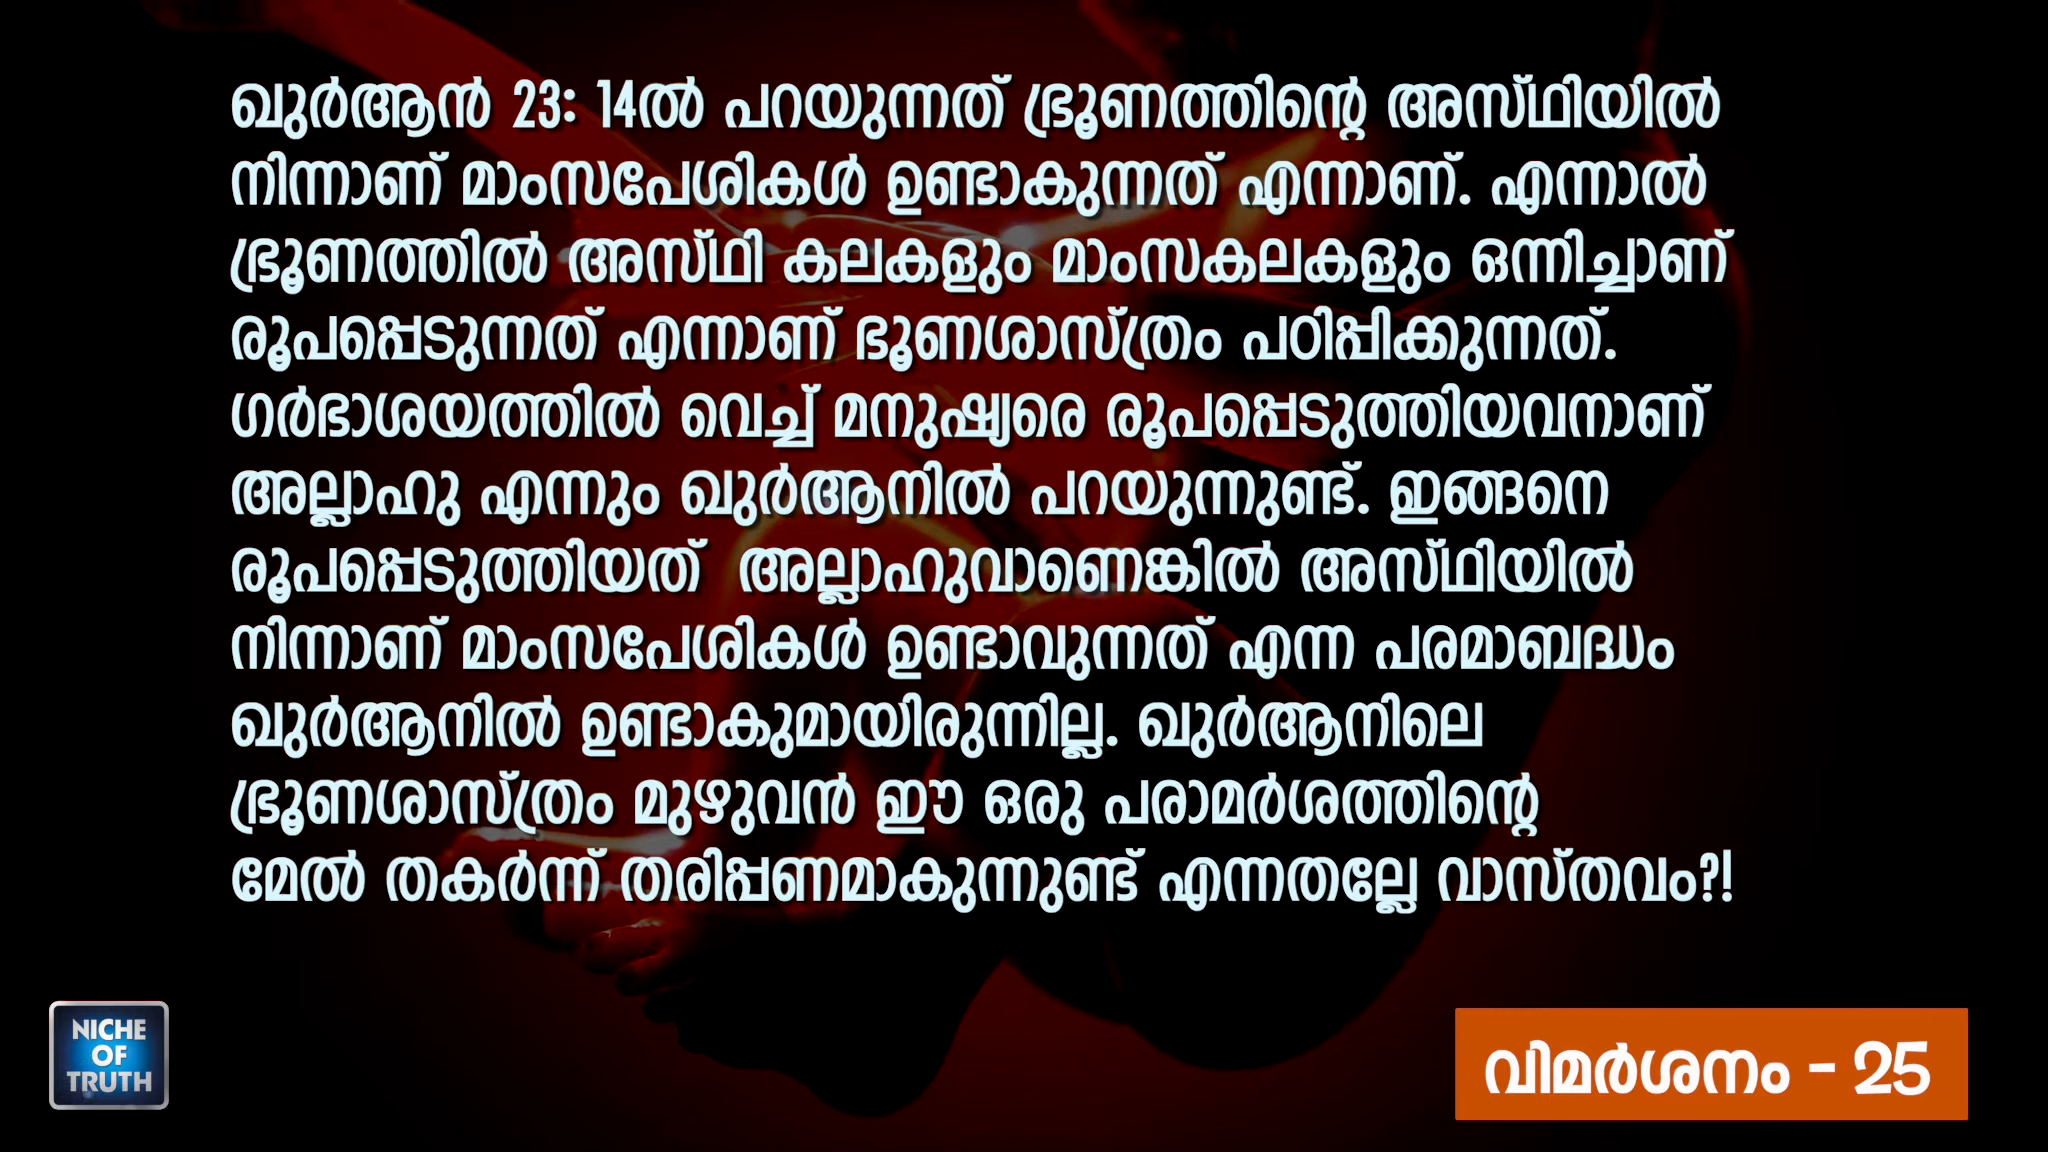 ഖുർആൻ 23: 14ൽ പറയുന്നത് ഭ്രൂണത്തിന്റെ അസ്ഥിയിൽ
നിന്നാണ് മാംസപേശികൾ ഉണ്ടാകുന്നത് എന്നാണ്. എന്നാൽ
ഭ്രൂണത്തിൽ അസ്ഥി കലകളും മാംസകലകളും ഒന്നിച്ചാണ്
രൂപപ്പെടുന്നത് എന്നാണ് ഭൂണശാസ്ത്രം പഠിപ്പിക്കുന്നത്.
ഗർഭാശയത്തിൽ വെച്ച് മനുഷ്യരെ രൂപപ്പെടുത്തിയവനാണ്
അല്ലാഹു എന്നും ഖുർആനിൽ പറയുന്നുണ്ട്. ഇങ്ങനെ
രൂപപ്പെടുത്തിയത് അല്ലാഹുവാണെങ്കിൽ അസ്ഥിയിൽ
നിന്നാണ് മാംസപേശികൾ ഉണ്ടാവുന്നത് എന്ന പരമാബദ്ധം
ഖുർആനിൽ ഉണ്ടാകുമായിരുന്നില്ല. ഖുർആനിലെ
ഭ്രൂണശാസ്ത്രം മുഴുവൻ ഈ ഒരു പരാമർശത്തിന്റെ
മേൽ തകർന്ന് തരിപ്പണമാകുന്നുണ്ട് എന്നതല്ലേ വാസ്തവം?!
NICHE
OF
TRUTH
വിമർശനം - 25